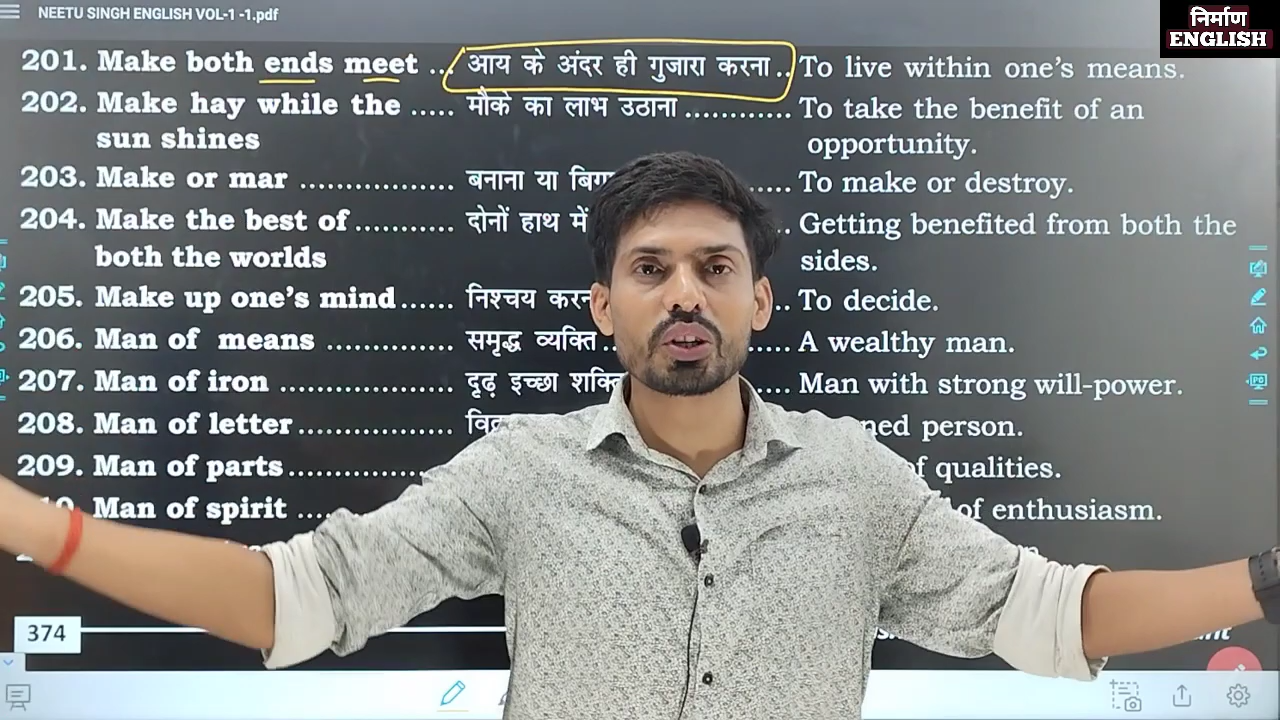 NEETU SINGH ENGLISH VOL-1 -1.pdf
निर्माण
ENGLISH
201. Make both ends meet ... आय के अंदर ही गुजारा करना .. To live within one's means.
202. Make hay while the ..... मौके का लाभ उठाना ............ To take the benefit of an
sun shines opportunity.
203. Make or mar ................. बनाना या ..... To make or destroy.
204. Make the best of ........... दोनों हाथ में .. Getting benefited from both the
both the worlds sides.
205. Make up one's mind ...... निश्चय ... To decide.
206. Man of means .............. समृद्ध व्यक्ति .. ..... A wealthy man.
207. Man of iron ................... दृढ़ इच्छा .... Man with strong will-power.
208. Man of letter ................. person.
209. Man of parts ................. of qualities.
Man of spirit .... of enthusiasm.
374